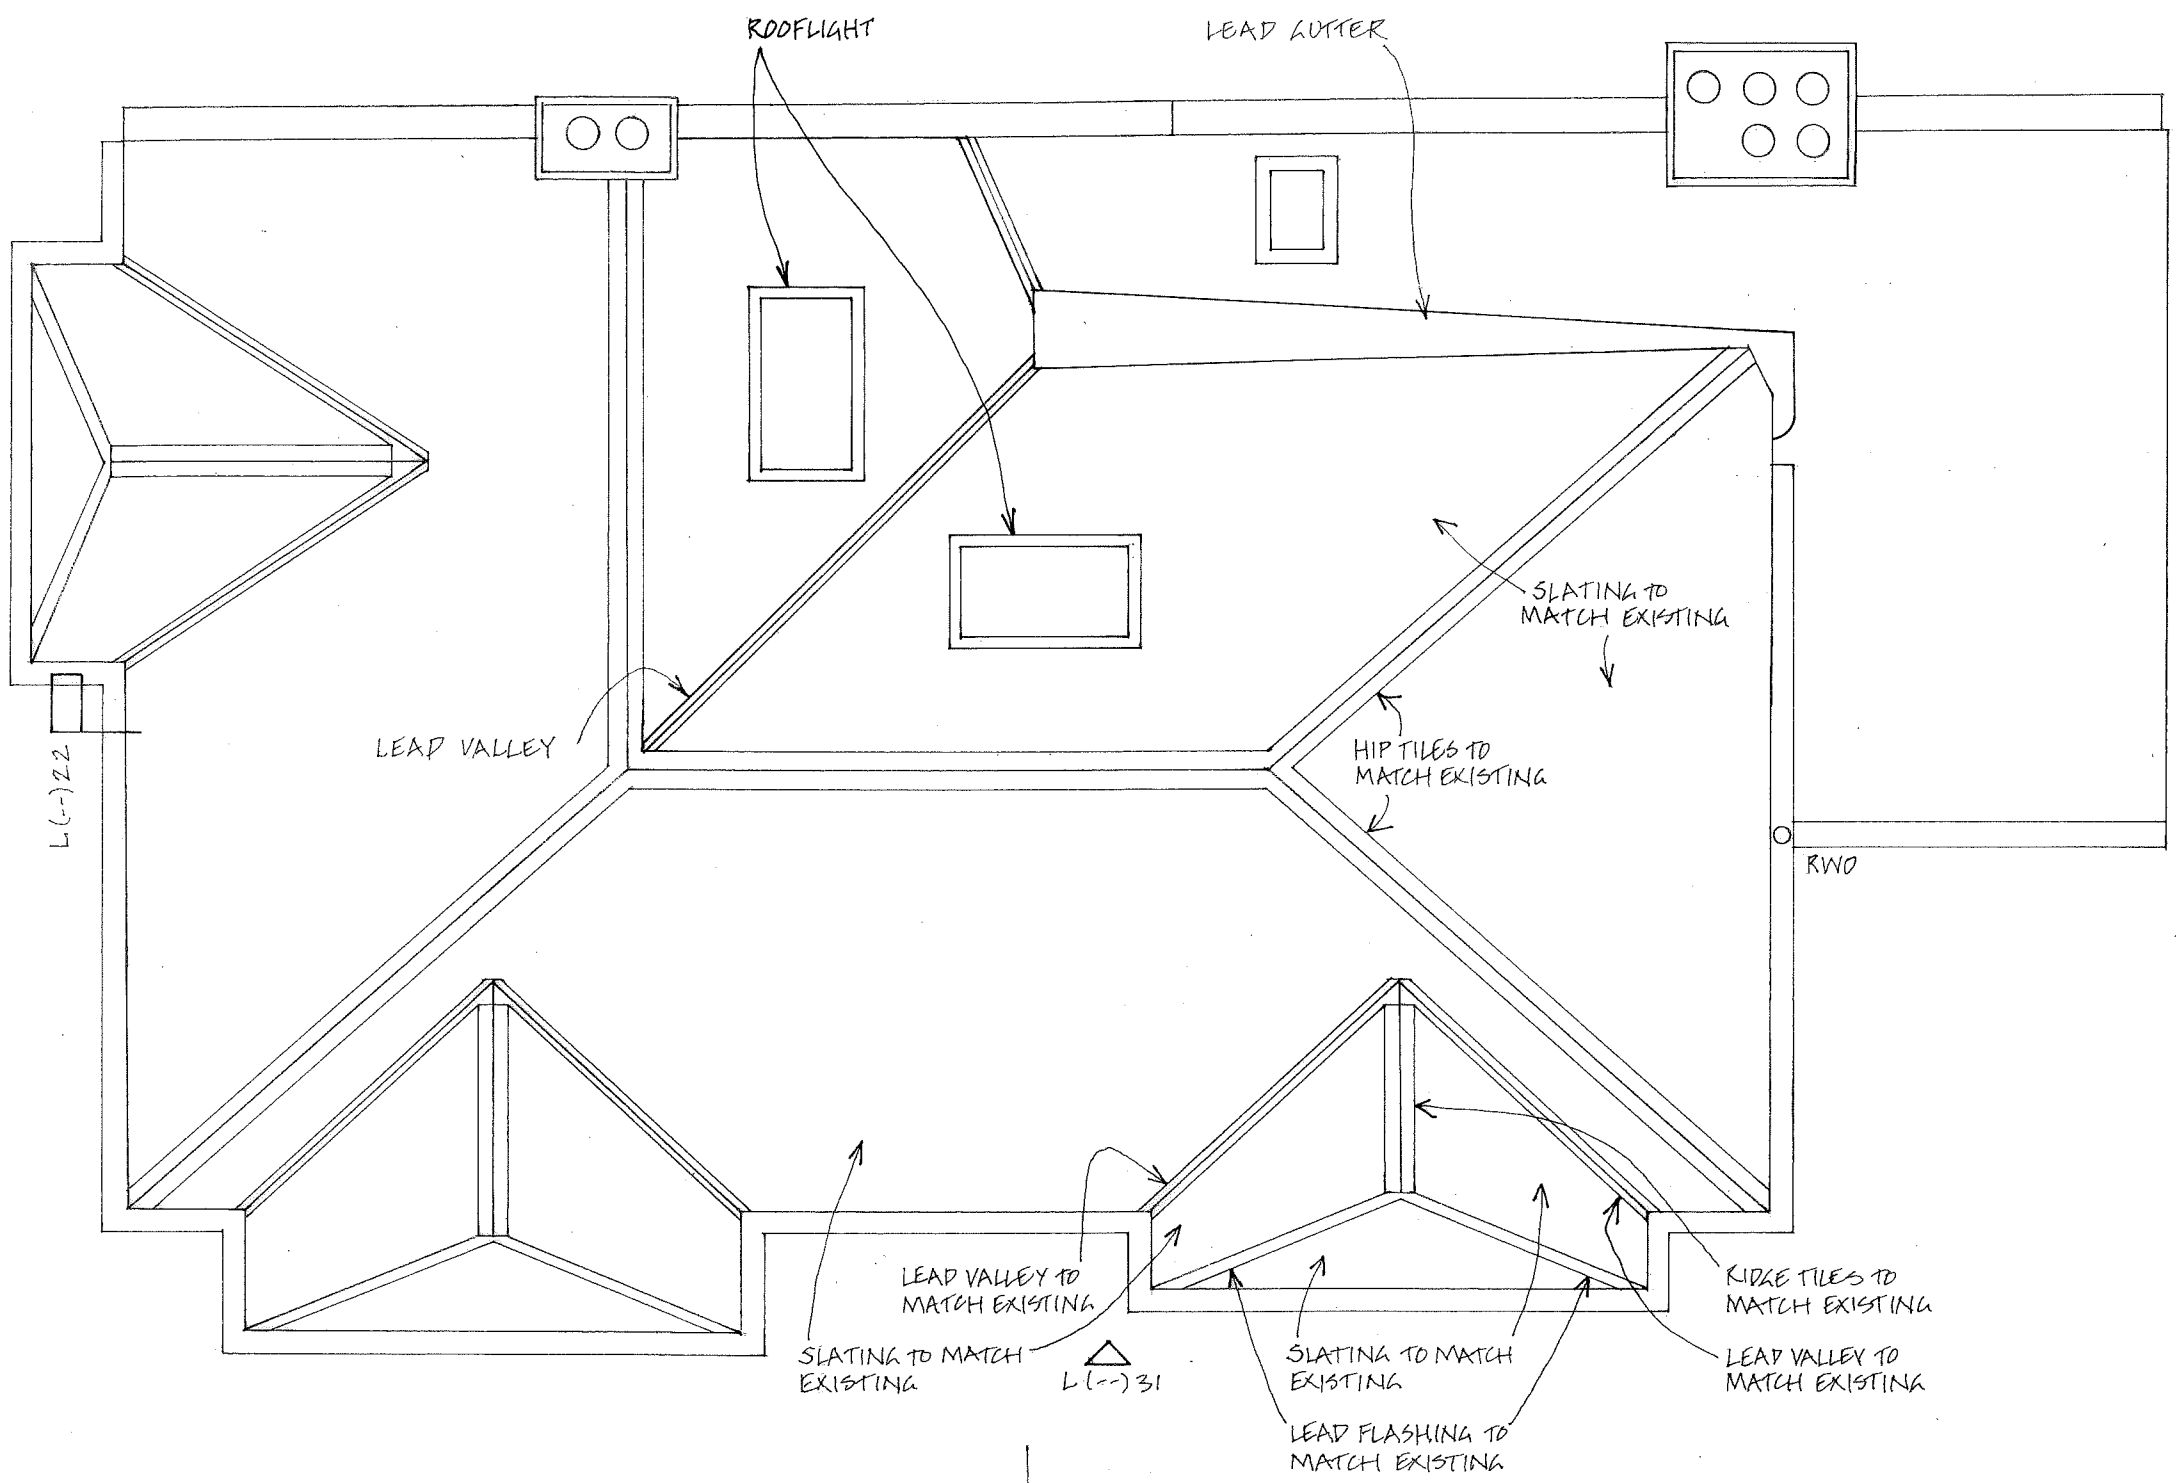 ROOFLIGHT
LEAD GUTTER
SLATING TO
MATCH EXISTING
LEAD VALLEY
HIP TILES TO
MATCH EXISTING
L(--)22
RWO
LEAD VALLEY TO
MATCH EXISTING
RIDGE TILES TO
MATCH EXISTING
SLATING TO MATCH
EXISTING
L(--)31
SLATING TO MATCH
EXISTING
LEAD VALLEY TO
MATCH EXISTING
LEAD FLASHING TO
MATCH EXISTING